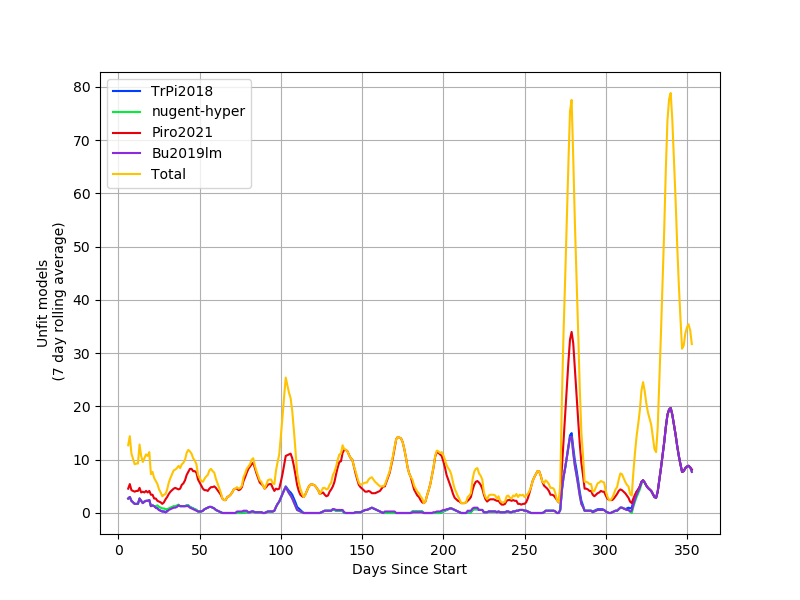 TrPi2018
nugent-hyper
Piro2021
Bu2019lm
Total
Unfit models
(7 day rolling average)
80
70
60
50
40
30
20
10
0
0 50 100 150 200 250 300 350
Days Since Start